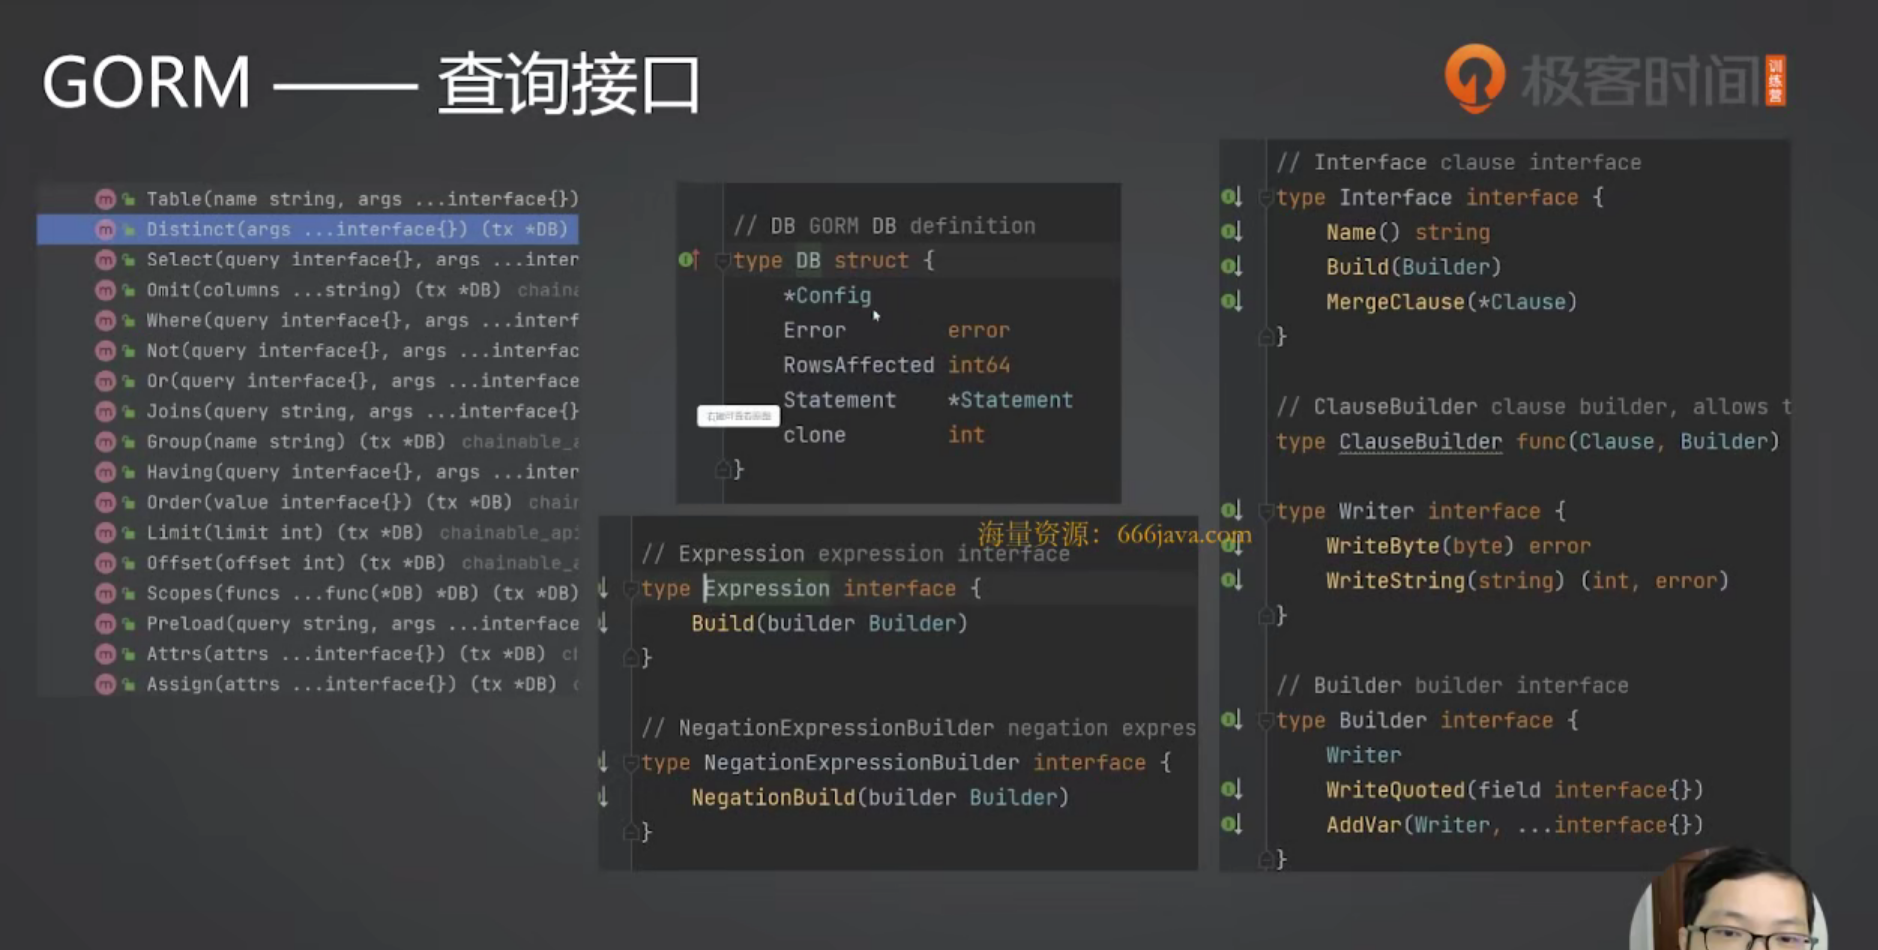 GORM —— 查询接口
极客时间
训练营
Table(name string, args ...interface{})
Distinct(args ...interface{}) (tx *DB)
Select(query interface{}, args ...inter
Omit(columns ...string) (tx *DB) chaina
Where(query interface{}, args ...interf
Not(query interface{}, args ...interfac
Or(query interface{}, args ...interface
Joins(query string, args ...interface{}
Group(name string) (tx *DB) chainable_a
Having(query interface{}, args ...inter
Order(value interface{}) (tx *DB) chain
Limit(limit int) (tx *DB) chainable_api
Offset(offset int) (tx *DB) chainable_a
Scopes(funcs ...func(*DB) *DB) (tx *DB)
Preload(query string, args ...interface
Attrs(attrs ...interface{}) (tx *DB) ch
Assign(attrs ...interface{}) (tx *DB) c
// DB GORM DB definition
type DB struct {
*Config
Error error
RowsAffected int64
Statement *Statement
clone int
}
海量资源：666java.com
// Expression expression interface
type Expression interface {
Build(builder Builder)
}
// NegationExpressionBuilder negation expres
type NegationExpressionBuilder interface {
NegationBuild(builder Builder)
}
// Interface clause interface
type Interface interface {
Name() string
Build(Builder)
MergeClause(*Clause)
}
// ClauseBuilder clause builder, allows t
type ClauseBuilder func(Clause, Builder)
type Writer interface {
WriteByte(byte) error
WriteString(string) (int, error)
}
// Builder builder interface
type Builder interface {
Writer
WriteQuoted(field interface{})
AddVar(Writer, ...interface{})
}